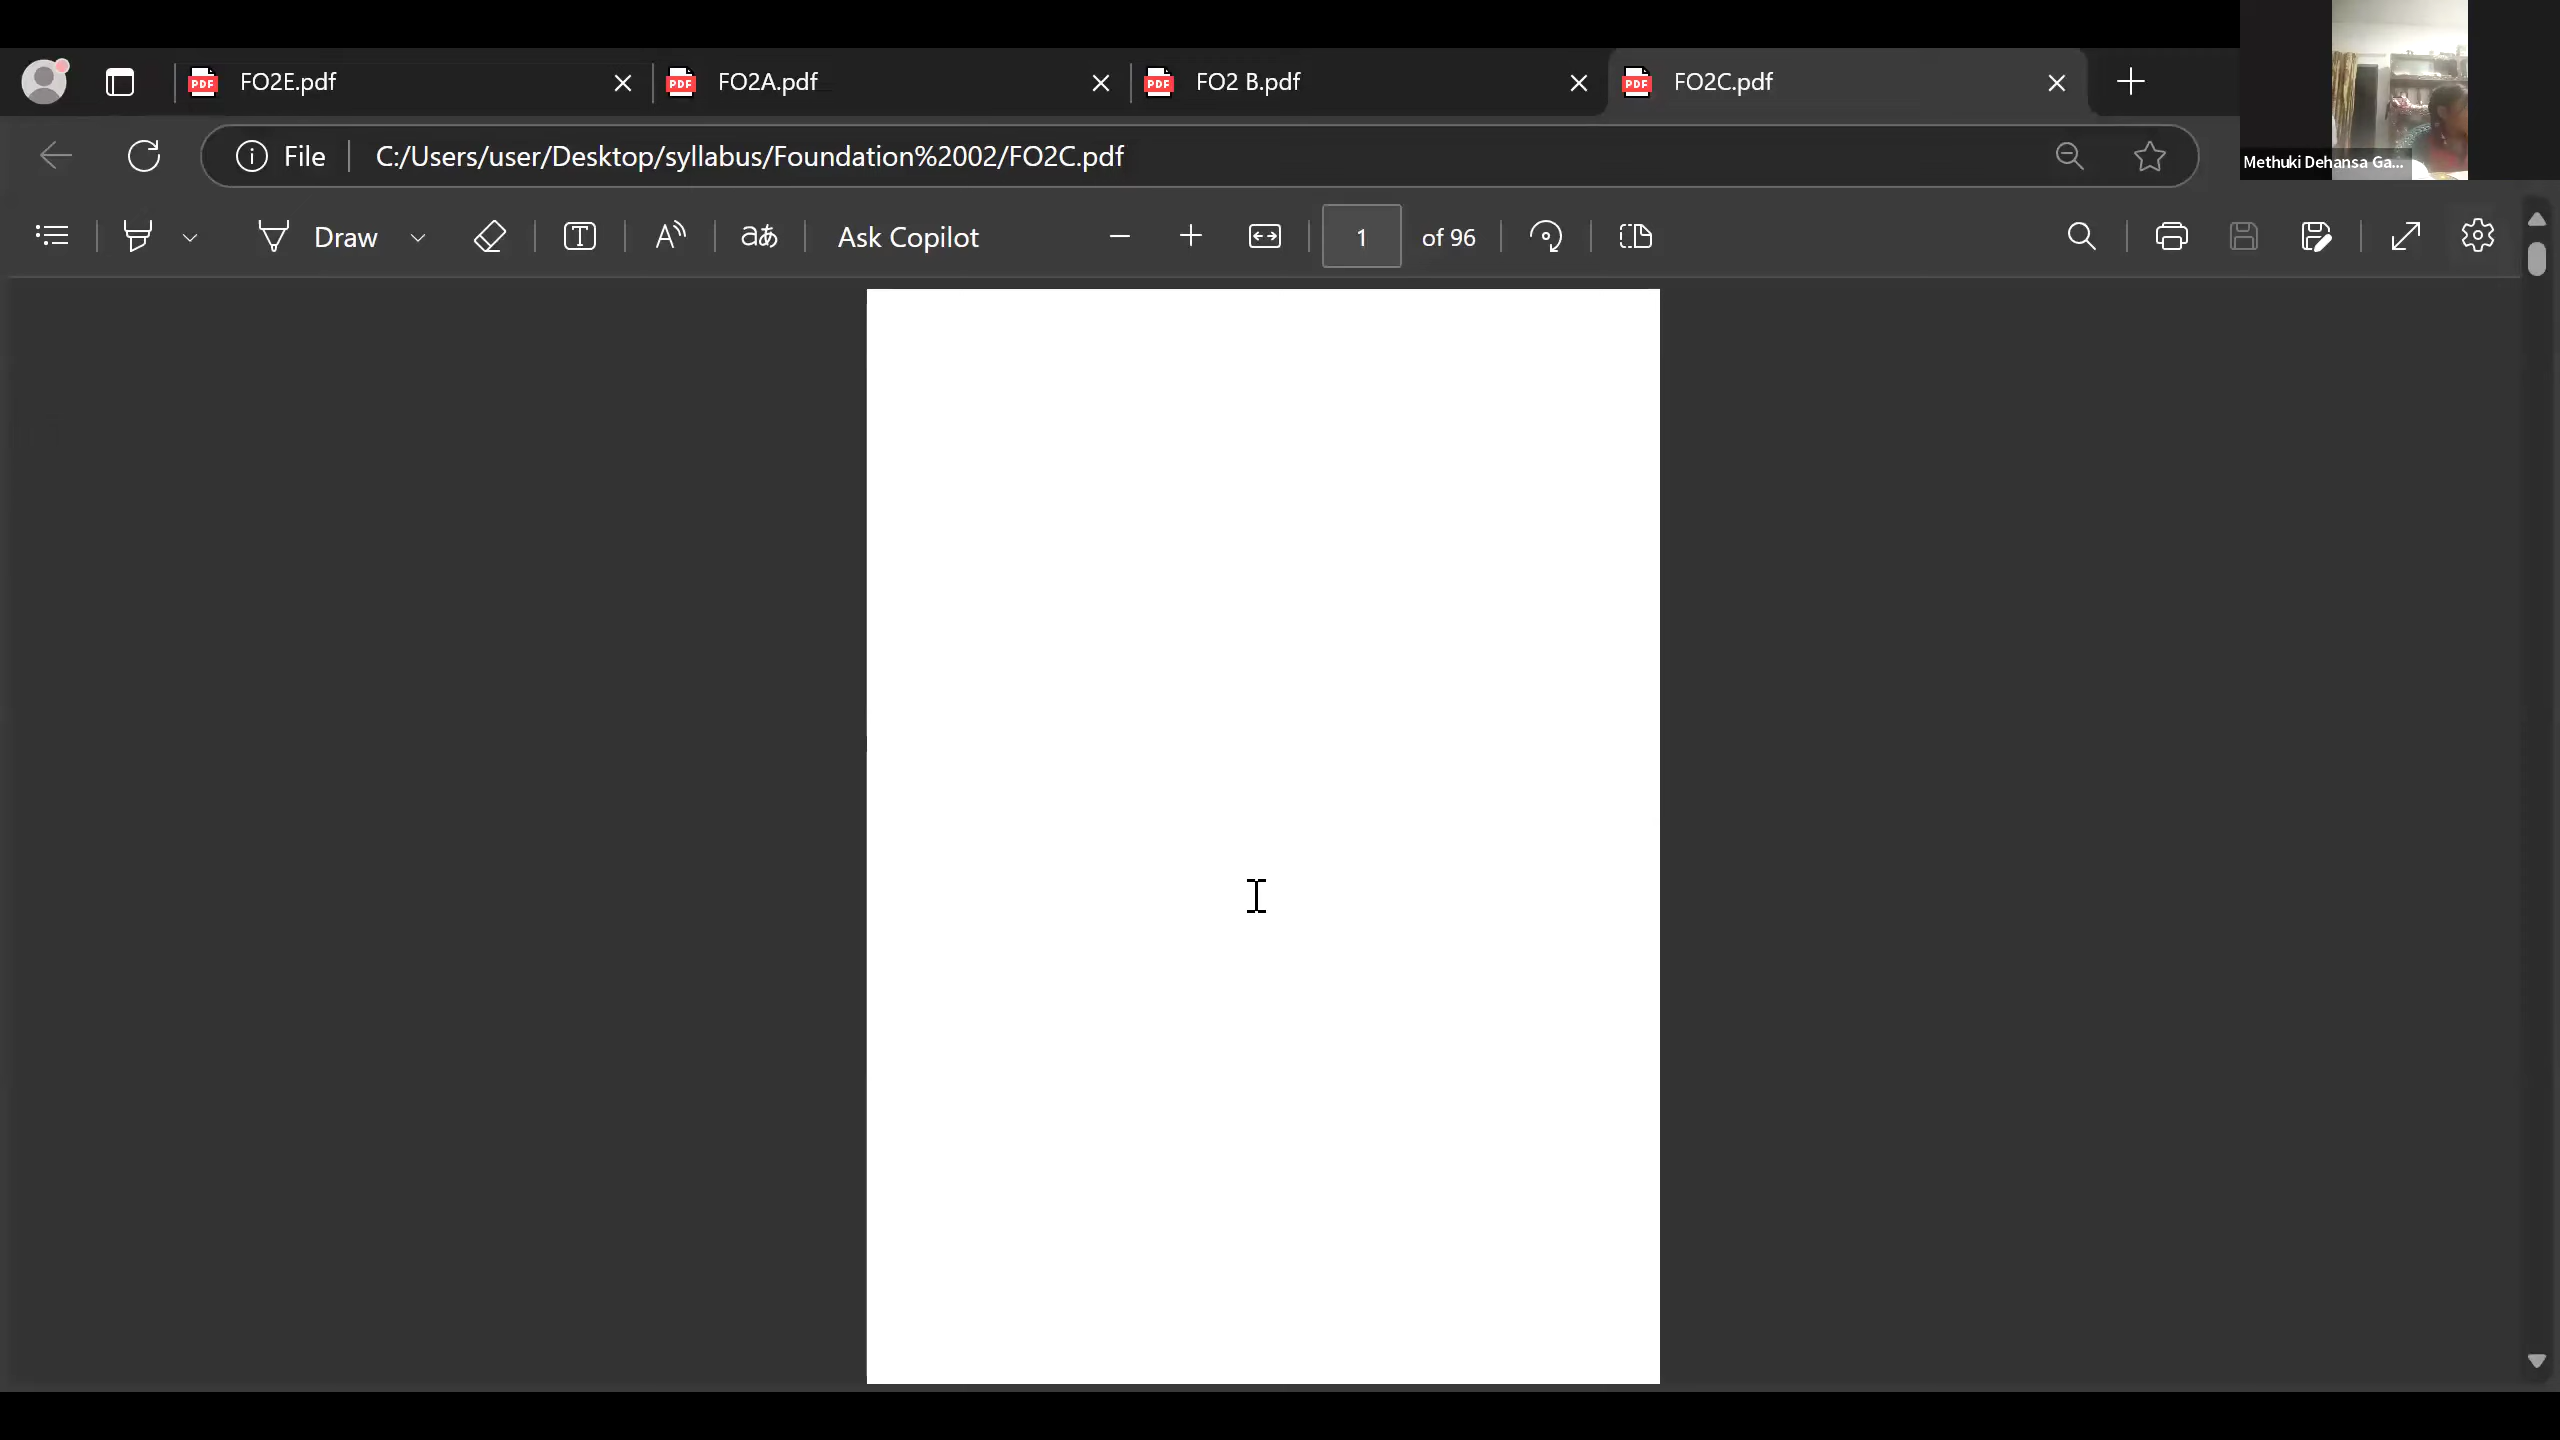 FO2E.pdf
FO2A.pdf
FO2 B.pdf
FO2C.pdf
File
C:/Users/user/Desktop/syllabus/Foundation%2002/FO2C.pdf
Methuki Dehansa Ga...
Draw
aあ
Ask Copilot
1
of 96